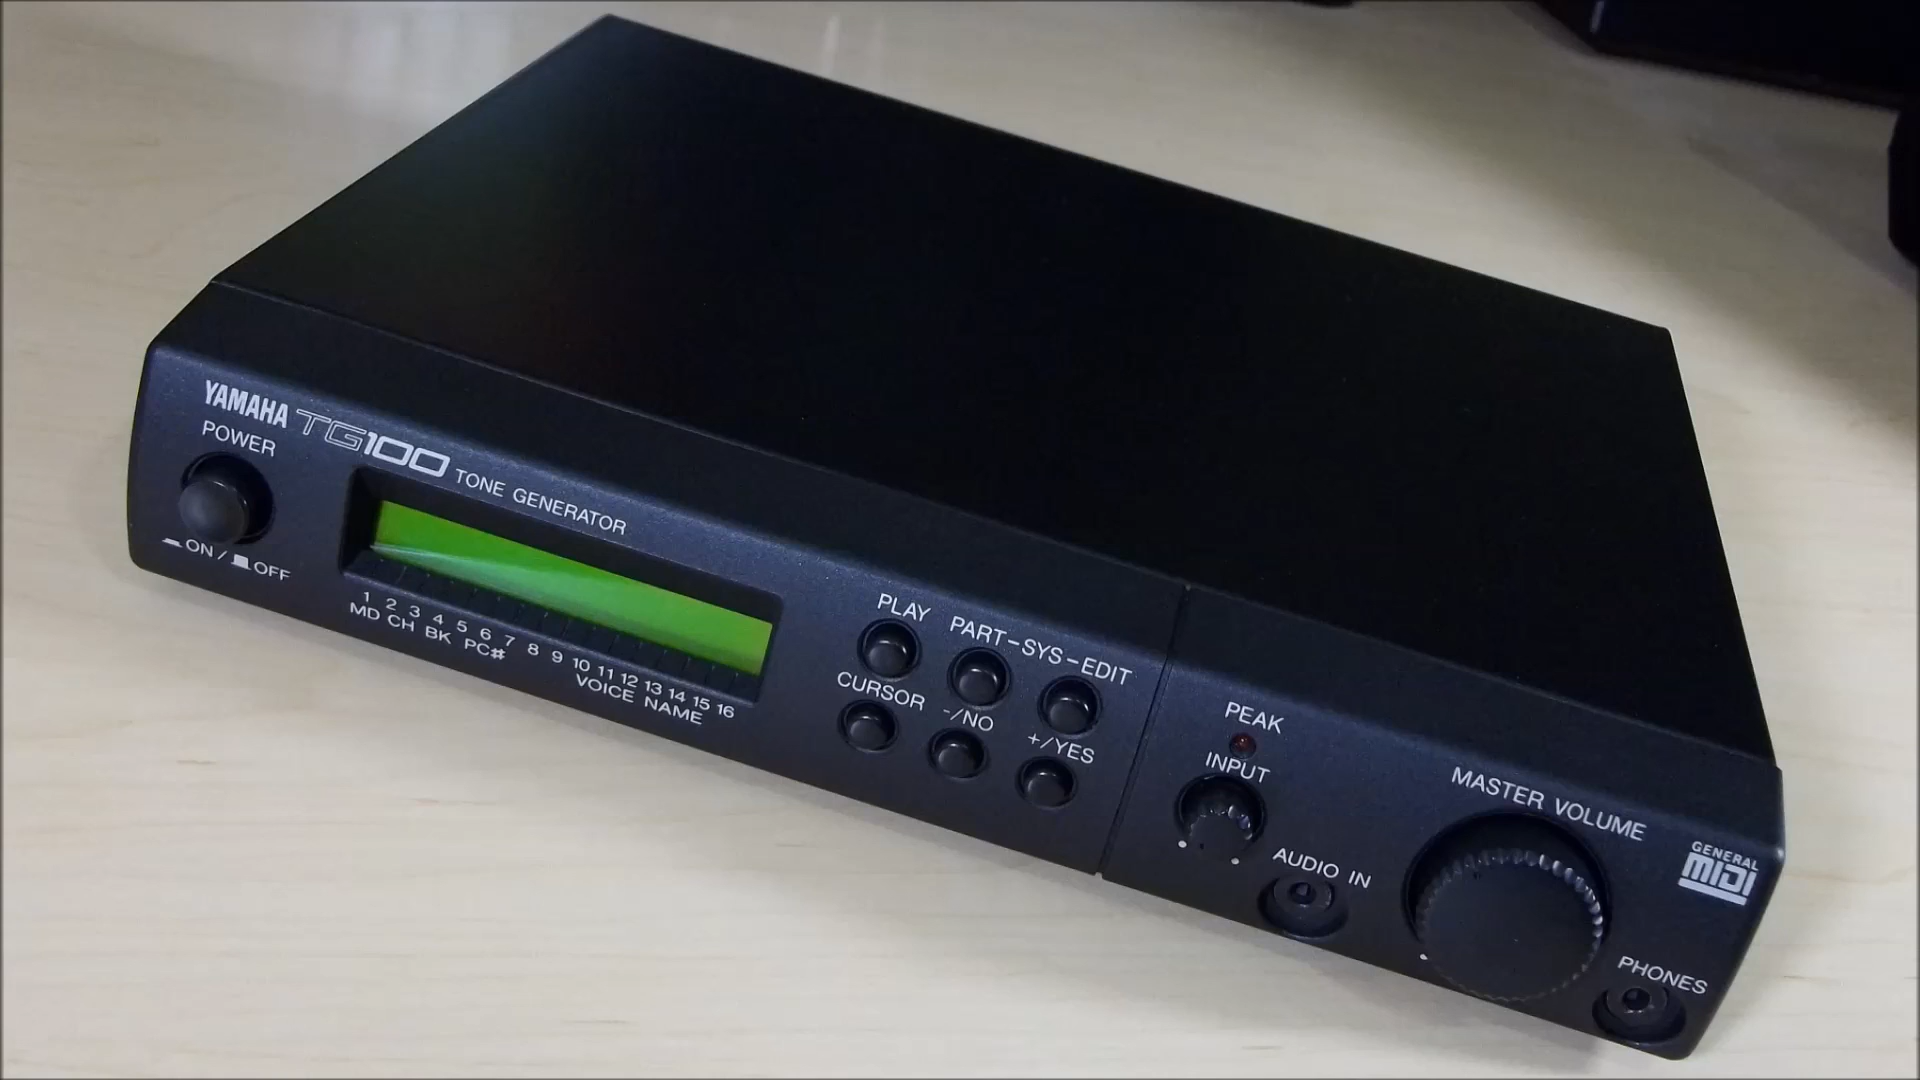 YAMAHA TG100 TONE GENERATOR
POWER
ON / OFF
1 2 3 4 5 6 7 8 9 10 11 12 13 14 15 16
MD CH BK PC# VOICE NAME
PLAY PART-SYS-EDIT
CURSOR -/NO +/YES
PEAK
INPUT
AUDIO IN
MASTER VOLUME
GENERAL
MIDI
PHONES